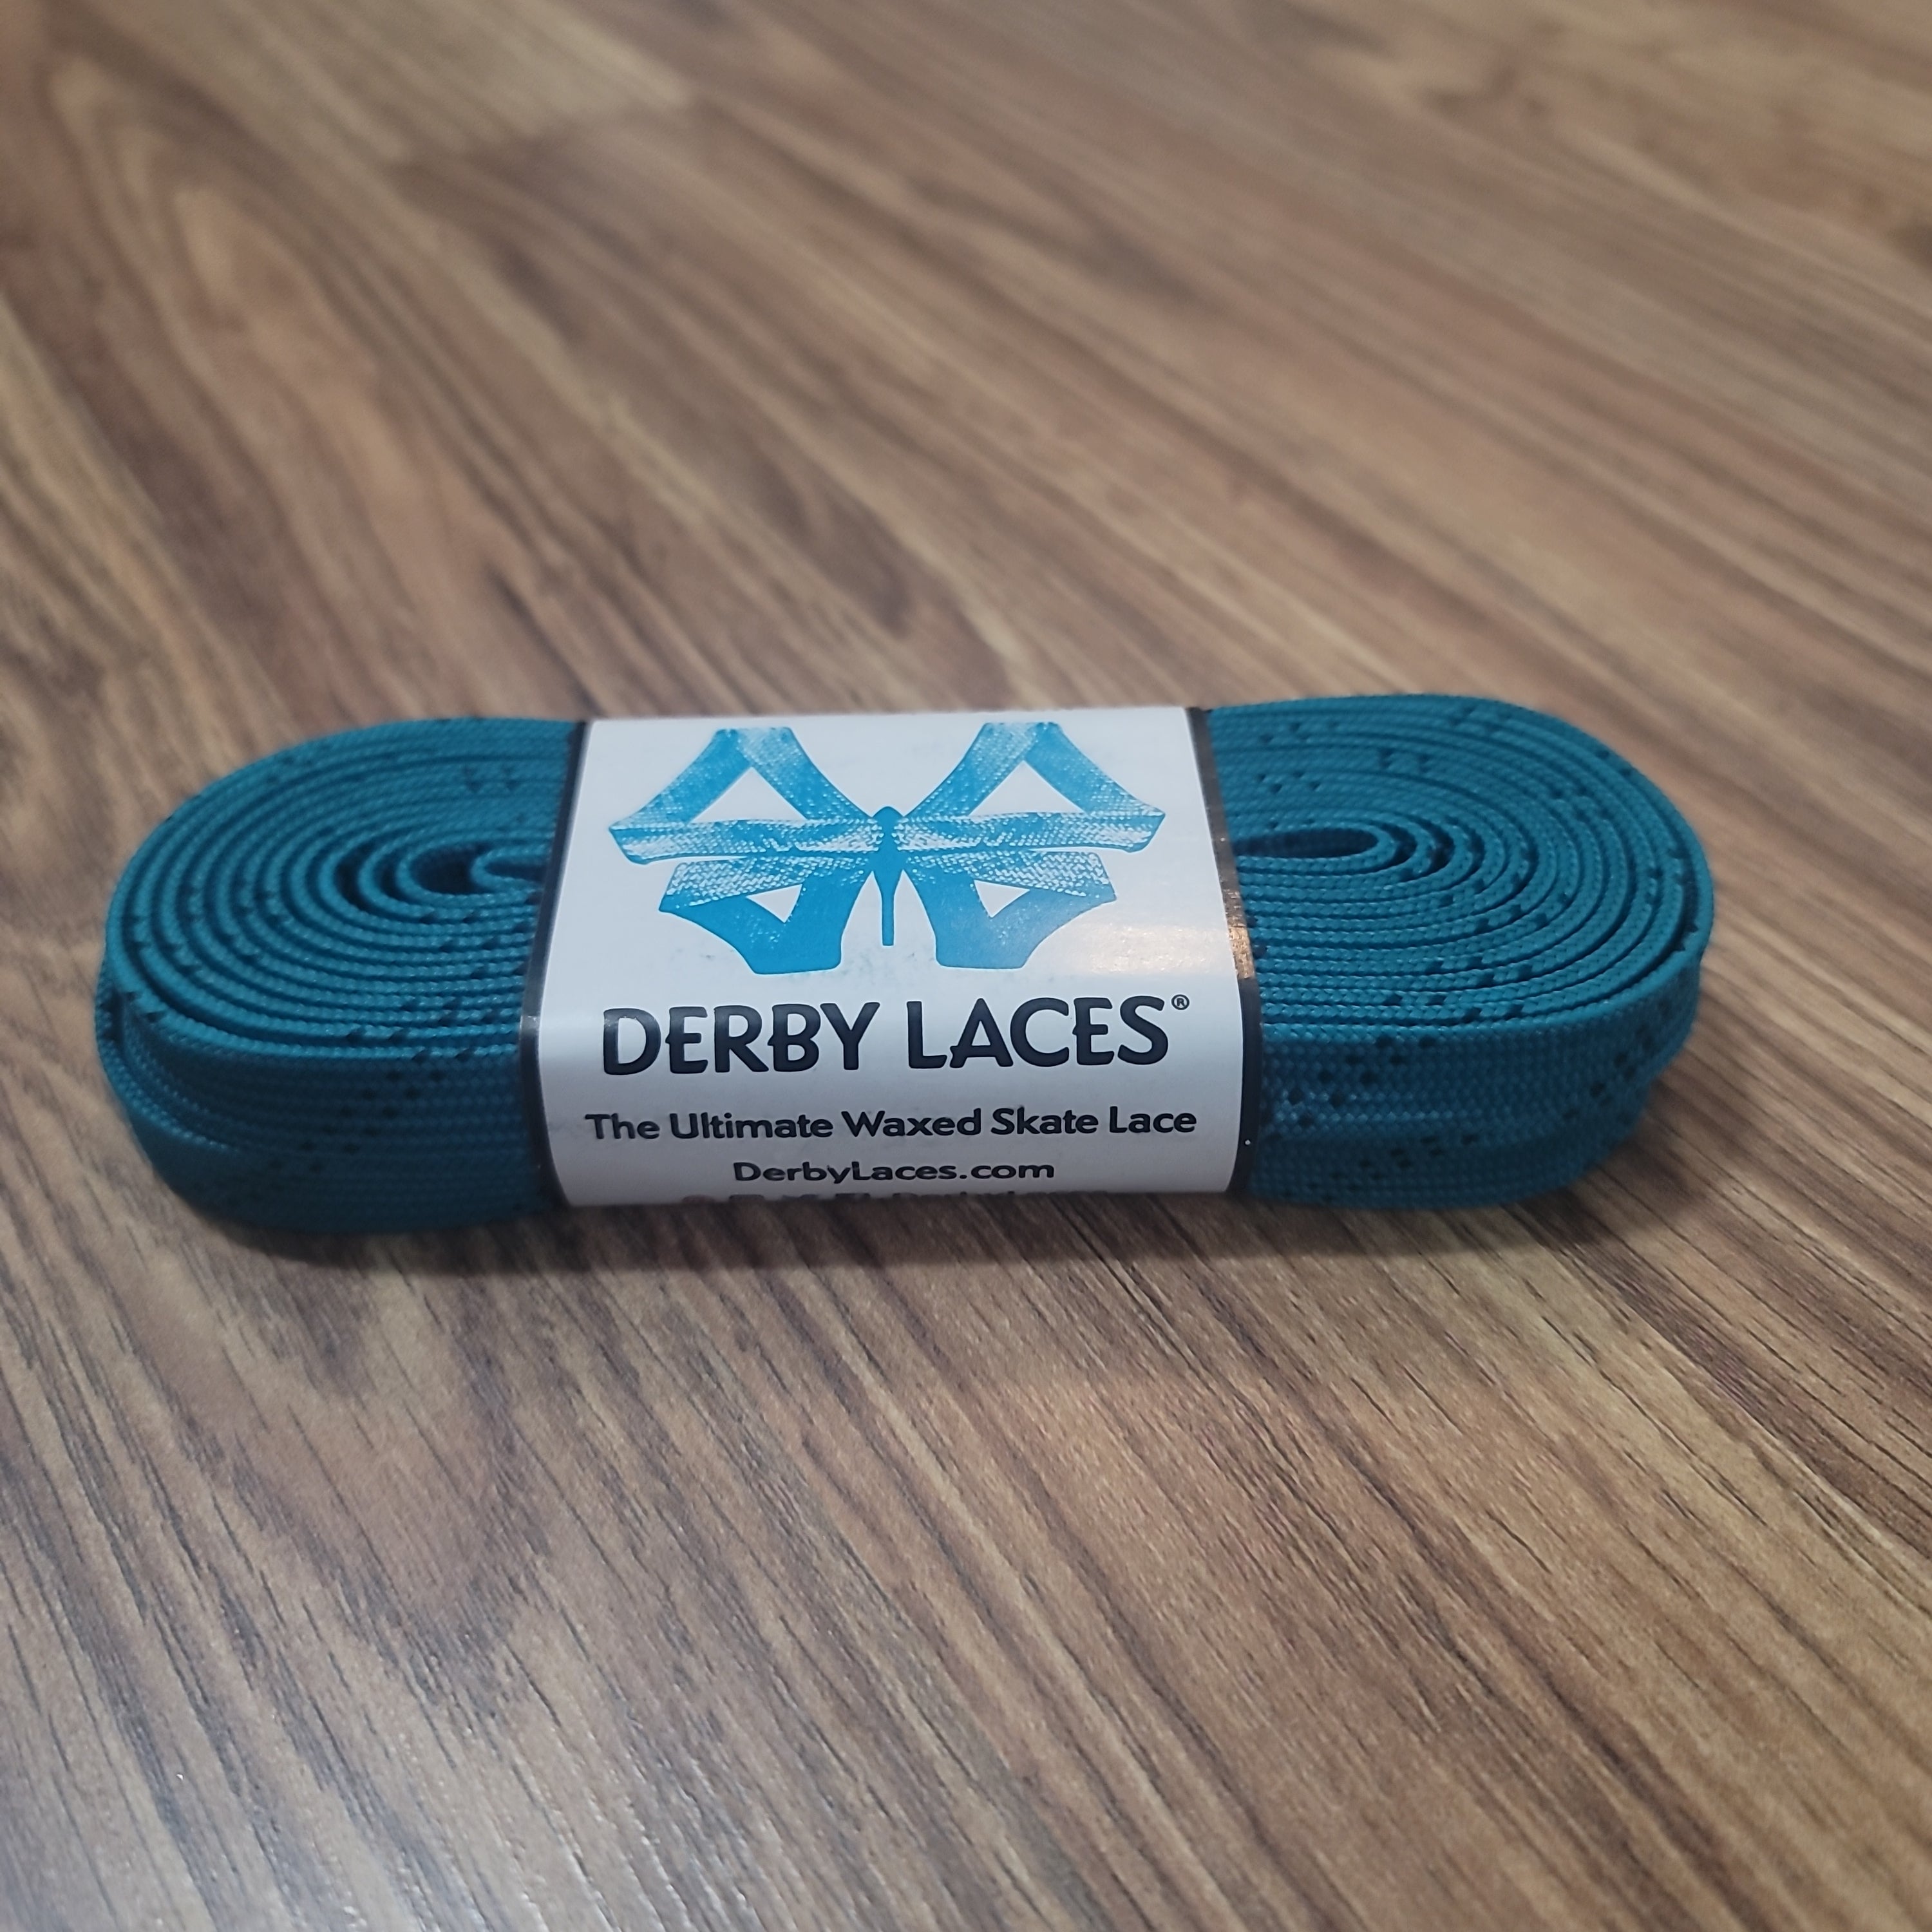 DERBY LACES®
The Ultimate Waxed Skate Lace
DerbyLaces.com